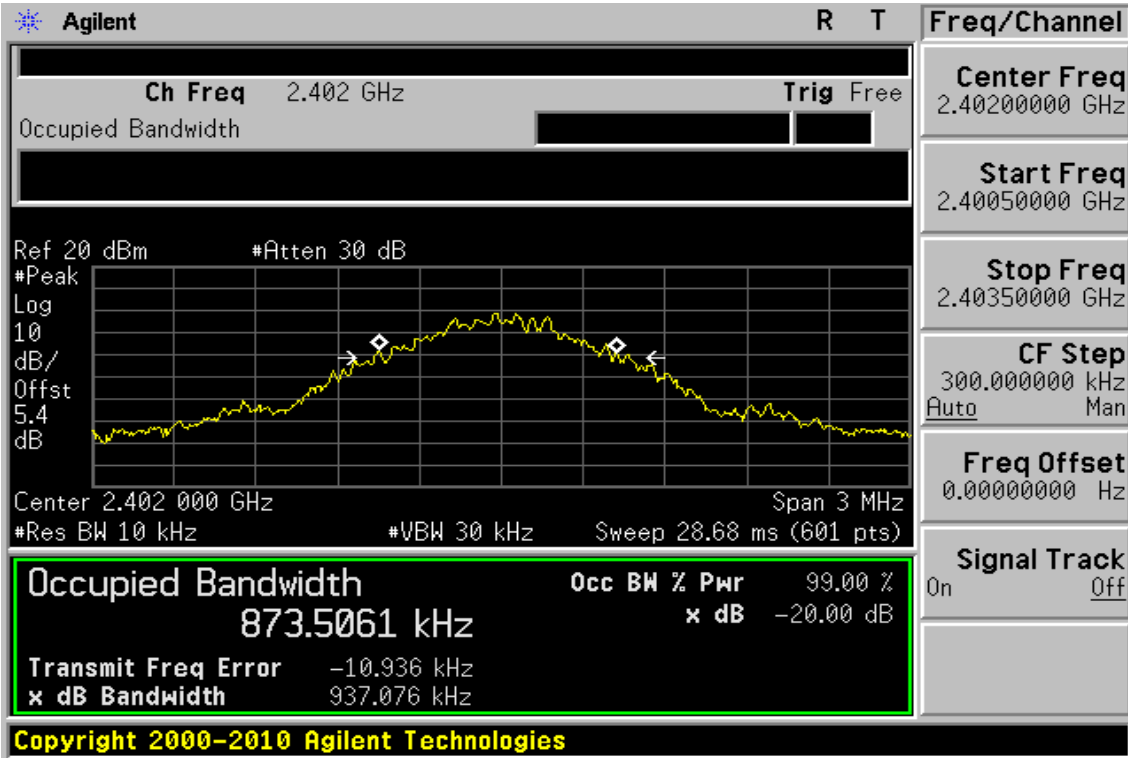 Agilent R T
Ch Freq 2.402 GHz Trig Free
Occupied Bandwidth
Ref 20 dBm #Atten 30 dB
#Peak
Log
10
dB/
Offst
5.4
dB
Center 2.402 000 GHz Span 3 MHz
#Res BW 10 kHz #VBW 30 kHz Sweep 28.68 ms (601 pts)
Occupied Bandwidth
873.5061 kHz
Occ BW % Pwr 99.00 %
x dB -20.00 dB
Transmit Freq Error -10.936 kHz
x dB Bandwidth 937.076 kHz
Copyright 2000-2010 Agilent Technologies
Freq/Channel
Center Freq
2.40200000 GHz
Start Freq
2.40050000 GHz
Stop Freq
2.40350000 GHz
CF Step
300.000000 kHz
Auto Man
Freq Offset
0.00000000 Hz
Signal Track
On Off